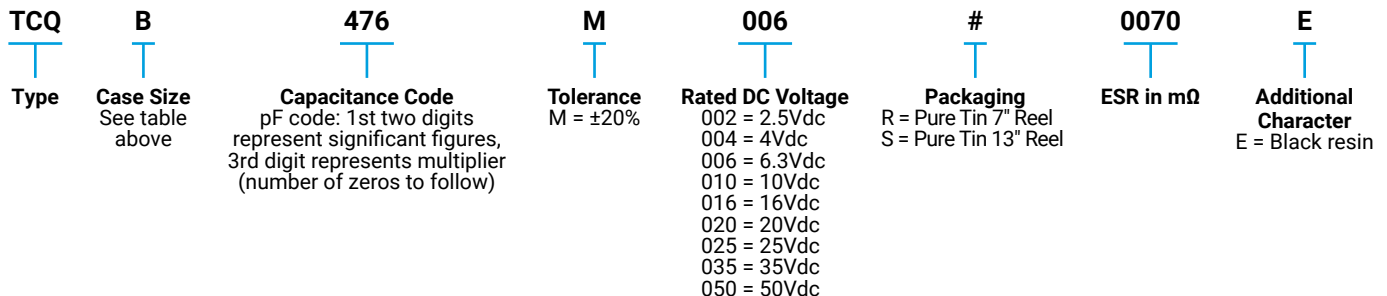 TCQ B 476 M 006 # 0070 E
Type
Case Size
See table
above
Capacitance Code
pF code: 1st two digits
represent significant figures,
3rd digit represents multiplier
(number of zeros to follow)
Tolerance
M = ±20%
Rated DC Voltage
002 = 2.5Vdc
004 = 4Vdc
006 = 6.3Vdc
010 = 10Vdc
016 = 16Vdc
020 = 20Vdc
025 = 25Vdc
035 = 35Vdc
050 = 50Vdc
Packaging
R = Pure Tin 7" Reel
S = Pure Tin 13" Reel
ESR in mΩ
Additional
Character
E = Black resin